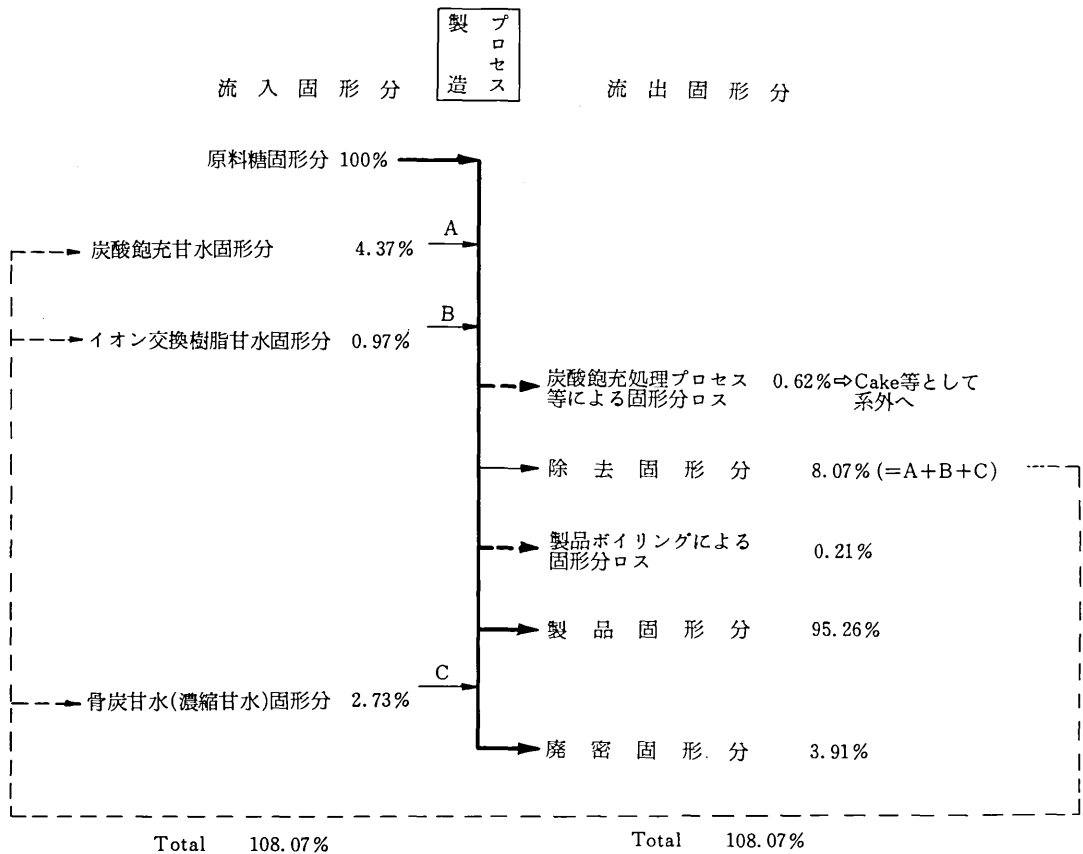 製造プロセス
流入固形分
流出固形分
原料糖固形分 100%
A
炭酸飽充甘水固形分 4.37%
B
イオン交換樹脂甘水固形分 0.97%
炭酸飽充処理プロセス 0.62%⇨Cake等として
等による固形分ロス 系外へ
除去固形分 8.07%(=A+B+C)
製品ボイリングによる
固形分ロス 0.21%
製品固形分 95.26%
C
骨炭甘水(濃縮甘水)固形分 2.73%
廃密固形分 3.91%
Total 108.07%
Total 108.07%